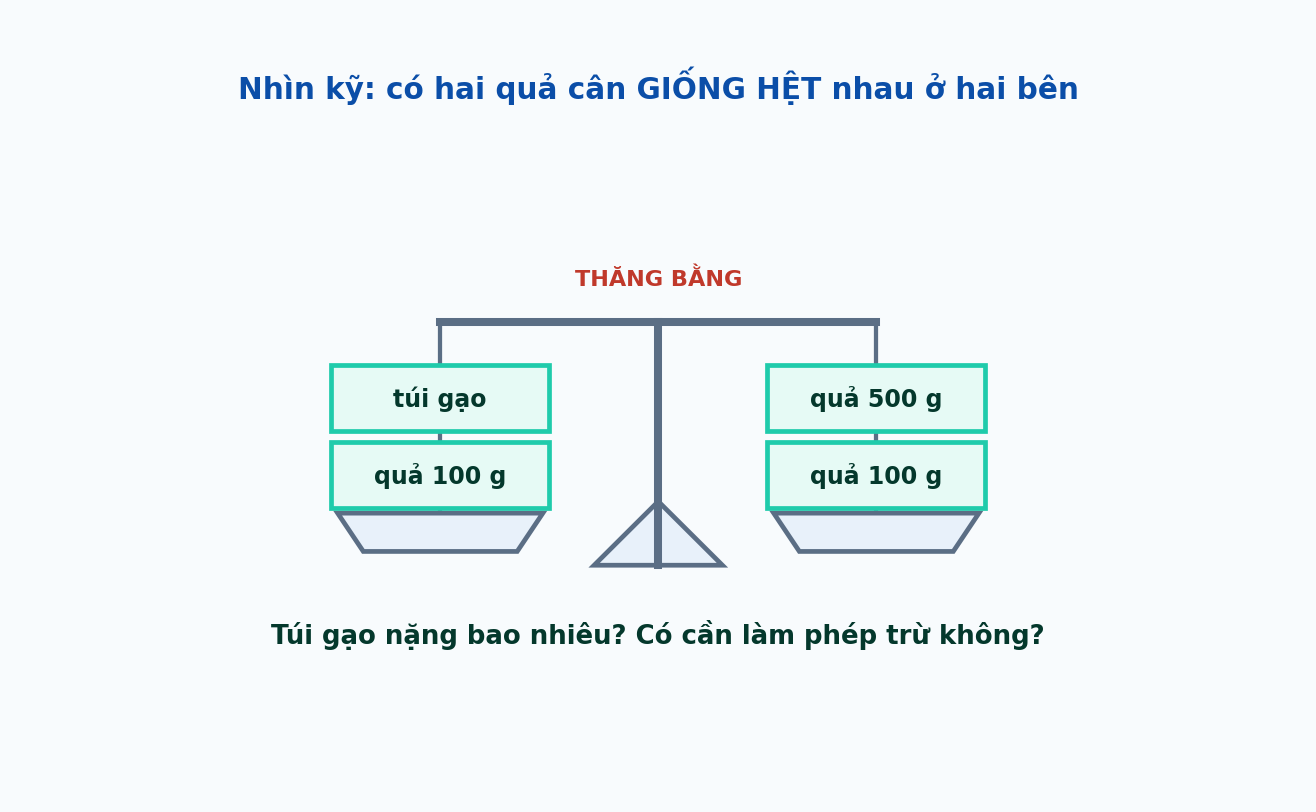 Nhìn kỹ: có hai quả cân GIỐNG HỆT nhau ở hai bên
THĂNG BẰNG
túi gạo
quả 500 g
quả 100 g
quả 100 g
Túi gạo nặng bao nhiêu? Có cần làm phép trừ không?